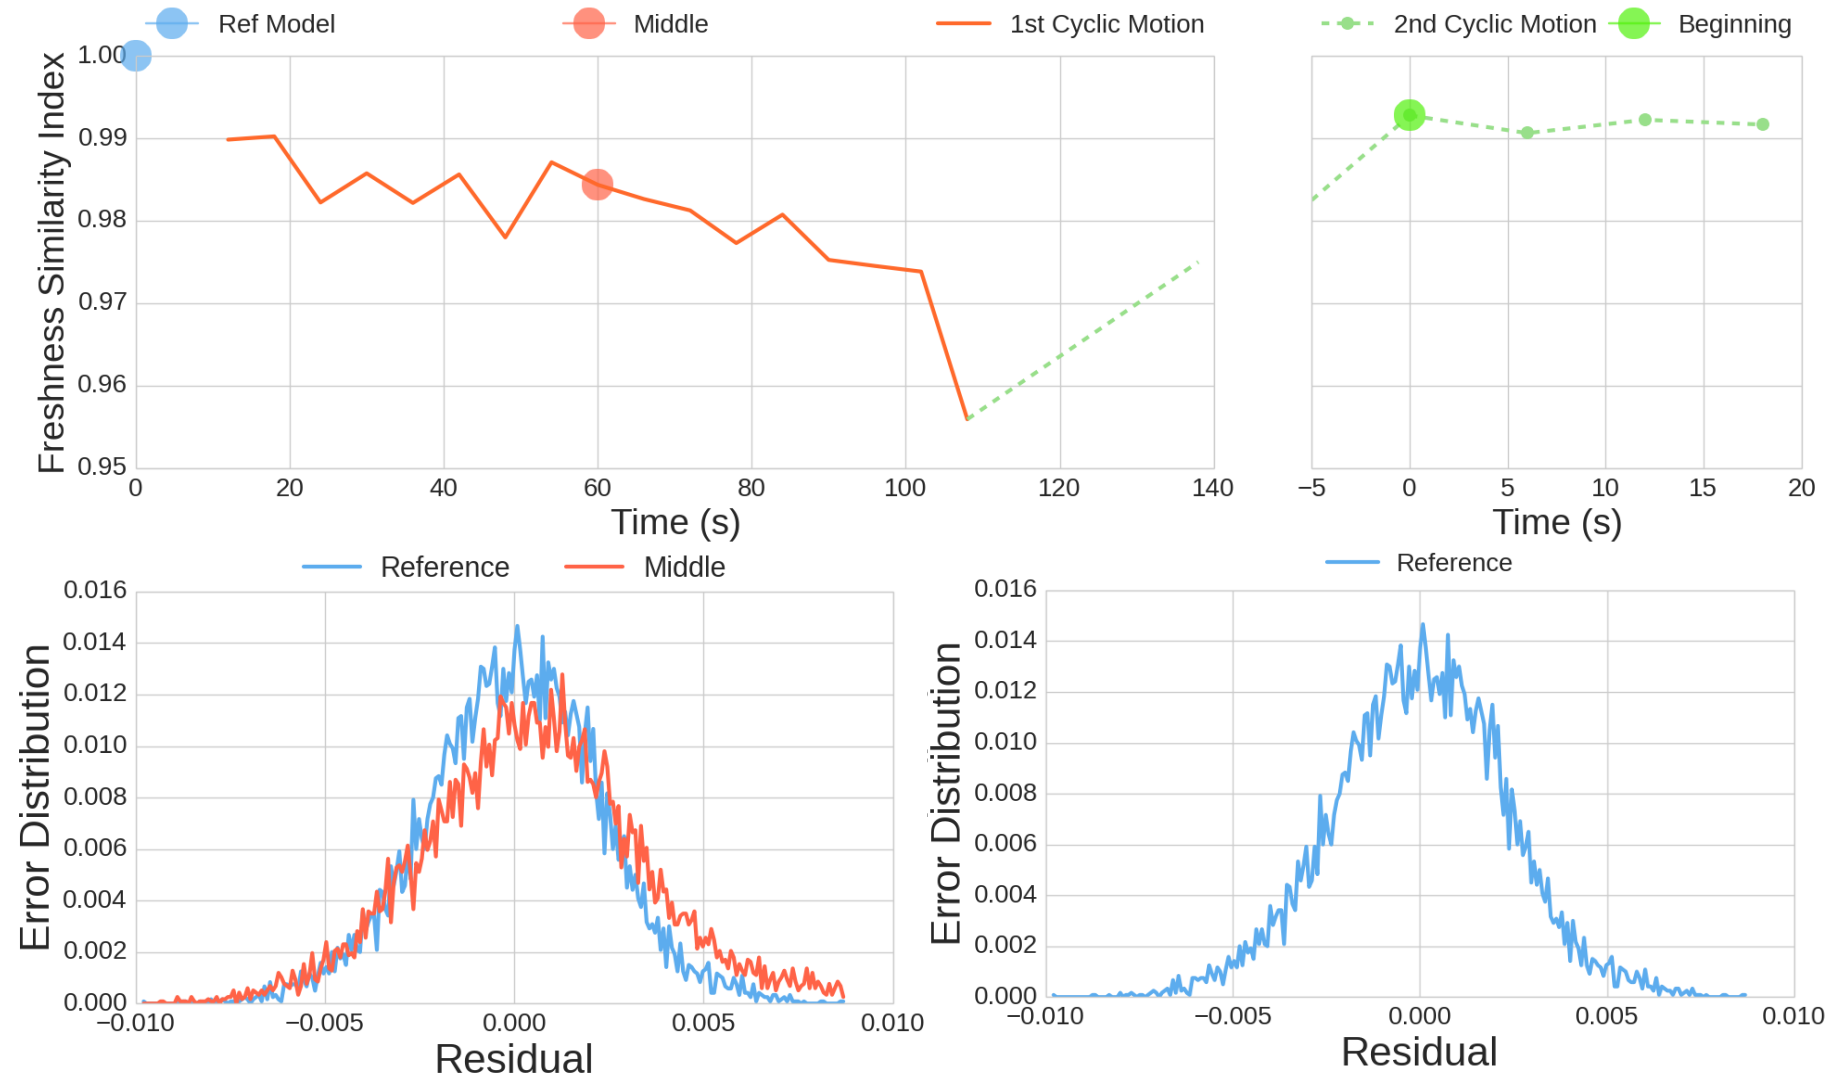 Ref Model Middle 1st Cyclic Motion 2nd Cyclic Motion Beginning
Freshness Similarity Index
1.00
0.99
0.98
0.97
0.96
0.95
0 20 40 60 80 100 120 140
Time (s)
−5 0 5 10 15 20
Time (s)
Reference Middle
Error Distribution
0.016
0.014
0.012
0.010
0.008
0.006
0.004
0.002
0.000
−0.010 −0.005 0.000 0.005 0.010
Residual
Reference
Error Distribution
0.016
0.014
0.012
0.010
0.008
0.006
0.004
0.002
0.000
−0.010 −0.005 0.000 0.005 0.010
Residual